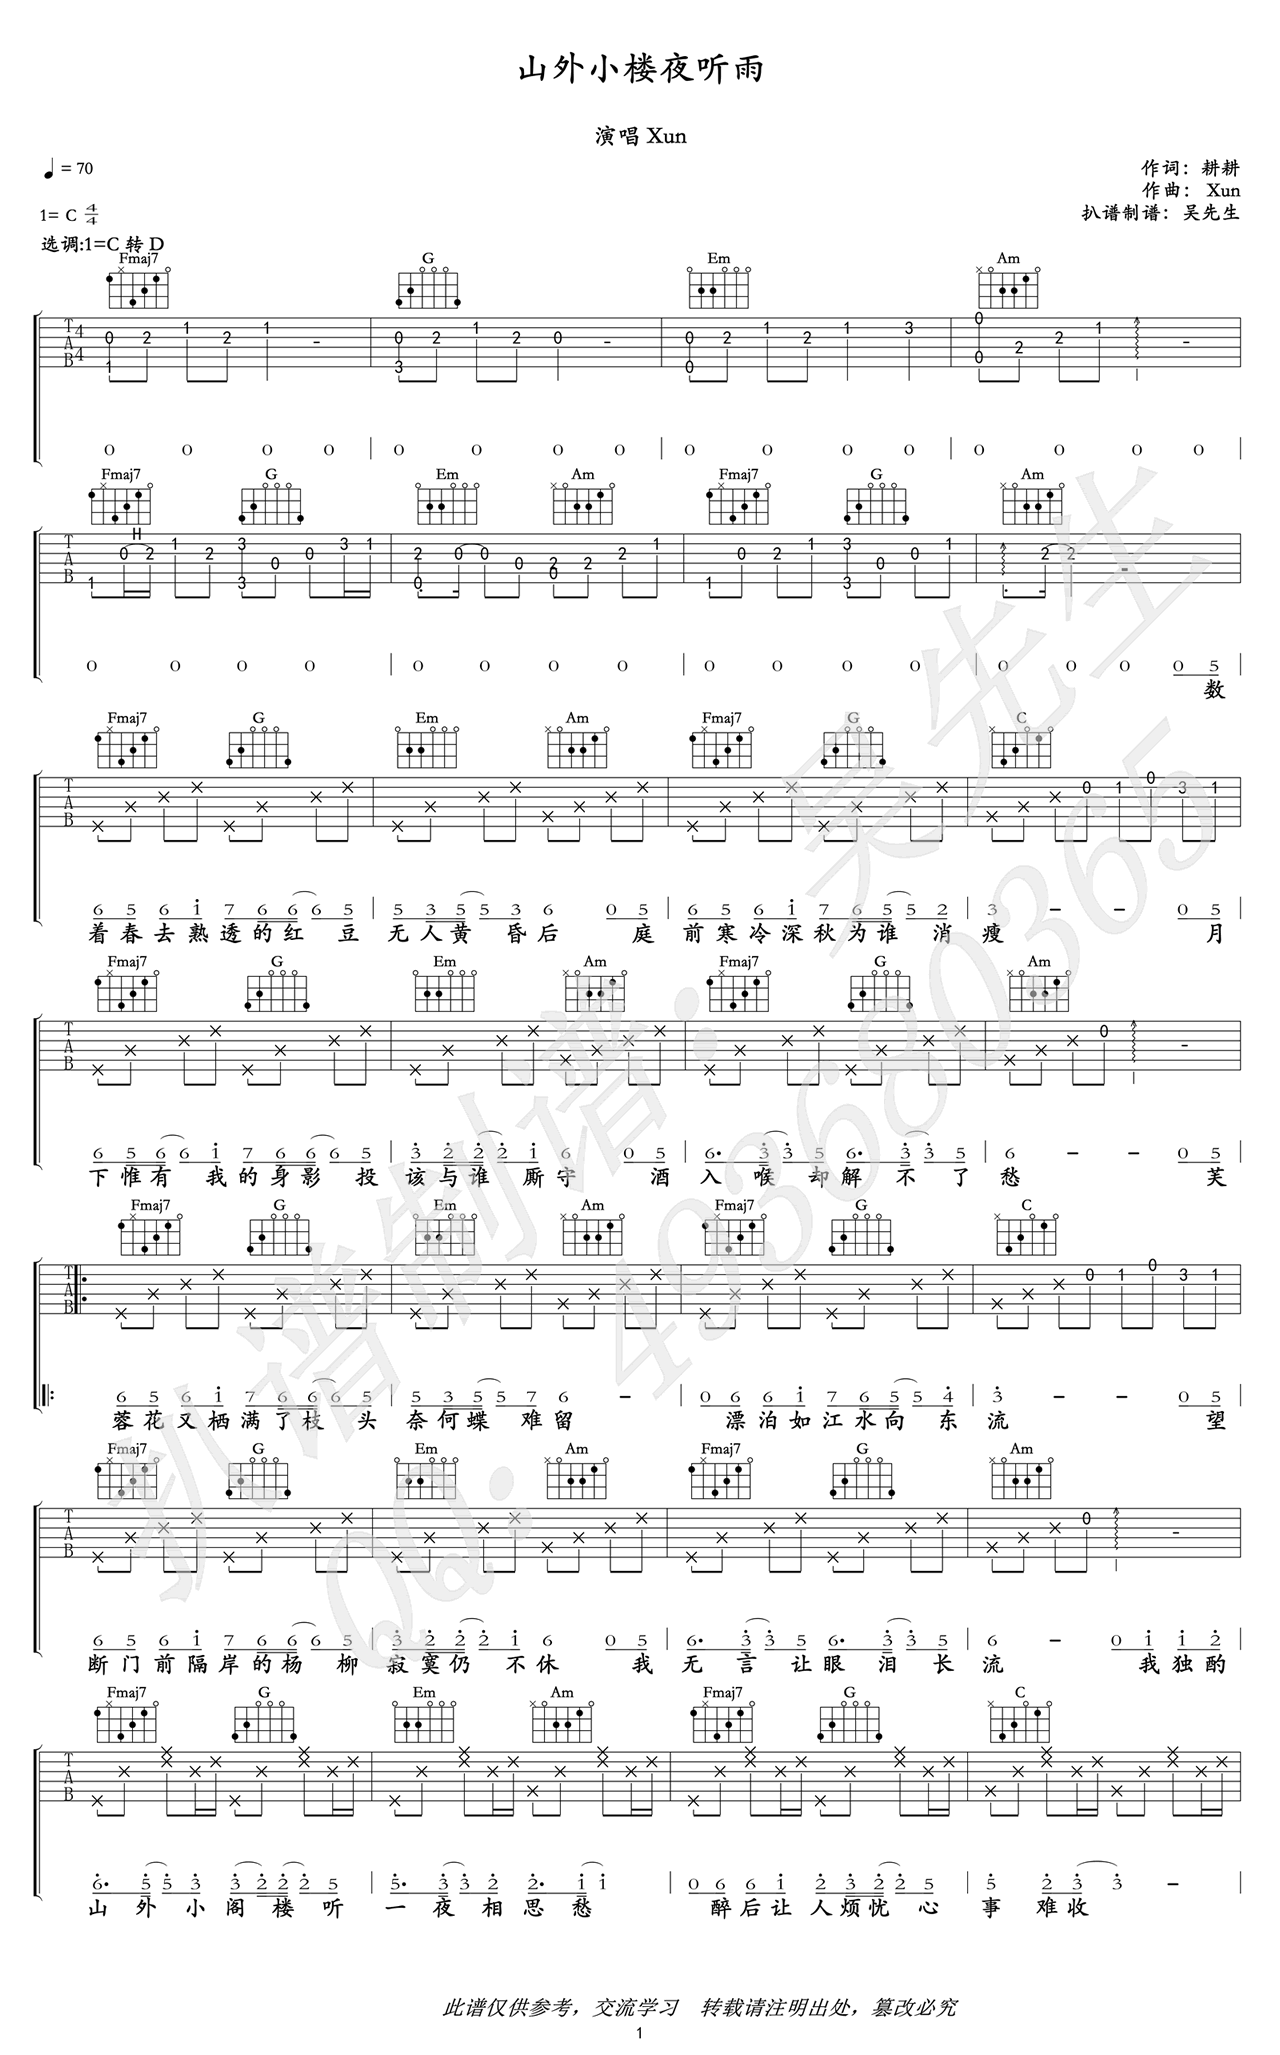 山外小楼夜听雨
演唱 Xun
♩ = 70
作词：耕耕
作曲： Xun
1= C 4/4
扒谱制谱：吴先生
选调:1=C 转 D
Fmaj7 G Em Am
Fmaj7 G Em Am Fmaj7 G Am
数
Fmaj7 G Em Am Fmaj7 G C
着春去熟透的红 豆 无人黄 昏后 庭 前寒冷深秋为谁 消 瘦 月
Fmaj7 G Em Am Fmaj7 G Am
下惟有 我的身影 投 该与谁 厮守 酒 入 喉 却解 不 了 愁 芙
Fmaj7 G Em Am Fmaj7 G C
蓉花又栖满了枝 头 奈何蝶 难留 漂泊如江水向 东 流 望
Fmaj7 G Em Am Fmaj7 G Am
断门前隔岸的杨 柳 寂寞仍 不休 我 无 言 让眼 泪 长 流 我独酌
Fmaj7 G Em Am Fmaj7 G C
山 外 小 阁 楼 听 一 夜 相 思 愁 醉后让 人烦忧 心 事 难收
扒谱制谱：吴先生
QQ：493680365
此谱仅供参考，交流学习 转载请注明出处，篡改必究
1